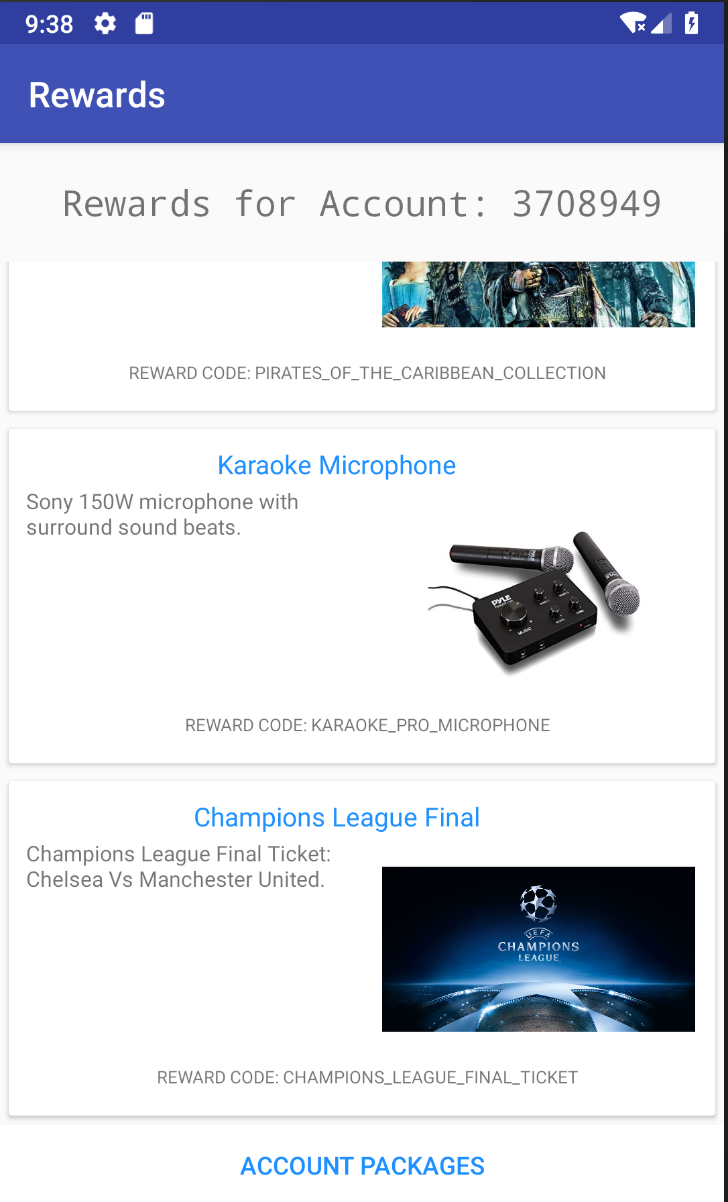 9:38
Rewards
Rewards for Account: 3708949
REWARD CODE: PIRATES_OF_THE_CARIBBEAN_COLLECTION
Karaoke Microphone
Sony 150W microphone with
surround sound beats.
PYLE
MUSIC
REWARD CODE: KARAOKE_PRO_MICROPHONE
Champions League Final
Champions League Final Ticket:
Chelsea Vs Manchester United.
UEFA
CHAMPIONS
LEAGUE
REWARD CODE: CHAMPIONS_LEAGUE_FINAL_TICKET
ACCOUNT PACKAGES